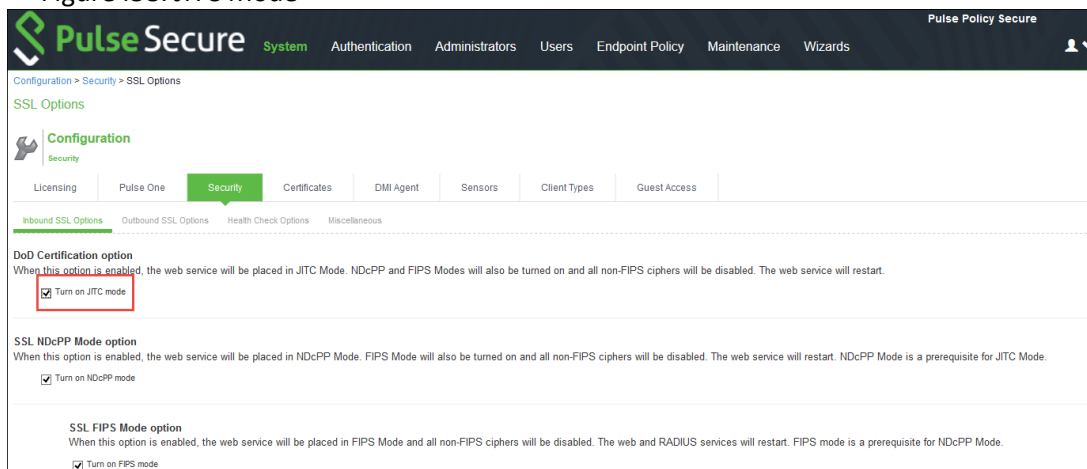 Pulse Policy Secure
Pulse Secure System Authentication Administrators Users Endpoint Policy Maintenance Wizards
Configuration > Security > SSL Options
SSL Options
Configuration
Security
Licensing Pulse One Security Certificates DMI Agent Sensors Client Types Guest Access
Inbound SSL Options Outbound SSL Options Health Check Options Miscellaneous
DoD Certification option
When this option is enabled, the web service will be placed in JITC Mode. NDcPP and FIPS Modes will also be turned on and all non-FIPS ciphers will be disabled. The web service will restart.
Turn on JITC mode
SSL NDcPP Mode option
When this option is enabled, the web service will be placed in NDcPP Mode. FIPS Mode will also be turned on and all non-FIPS ciphers will be disabled. The web service will restart. NDcPP Mode is a prerequisite for JITC Mode.
Turn on NDcPP mode
SSL FIPS Mode option
When this option is enabled, the web service will be placed in FIPS Mode and all non-FIPS ciphers will be disabled. The web and RADIUS services will restart. FIPS mode is a prerequisite for NDcPP Mode.
Turn on FIPS mode